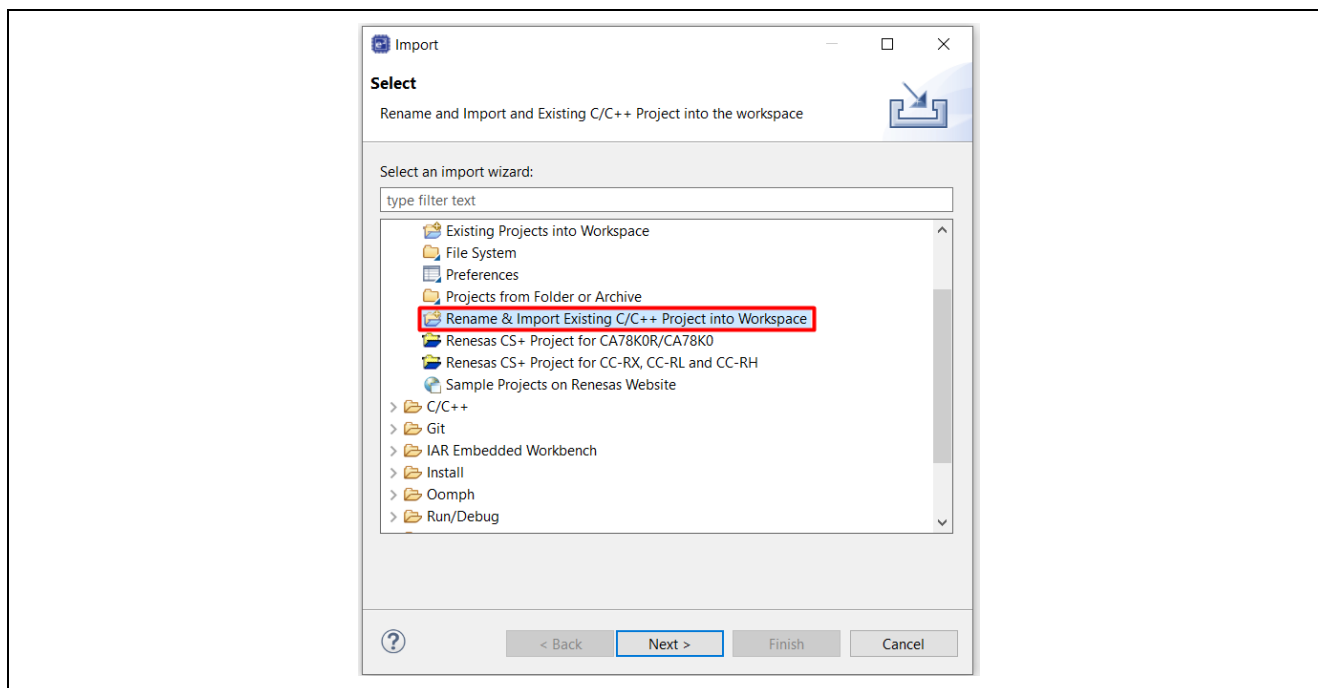 Import
Select
Rename and Import and Existing C/C++ Project into the workspace
Select an import wizard:
type filter text
Existing Projects into Workspace
File System
Preferences
Projects from Folder or Archive
Rename & Import Existing C/C++ Project into Workspace
Renesas CS+ Project for CA78K0R/CA78K0
Renesas CS+ Project for CC-RX, CC-RL and CC-RH
Sample Projects on Renesas Website
C/C++
Git
IAR Embedded Workbench
Install
Oomph
Run/Debug
< Back Next > Finish Cancel